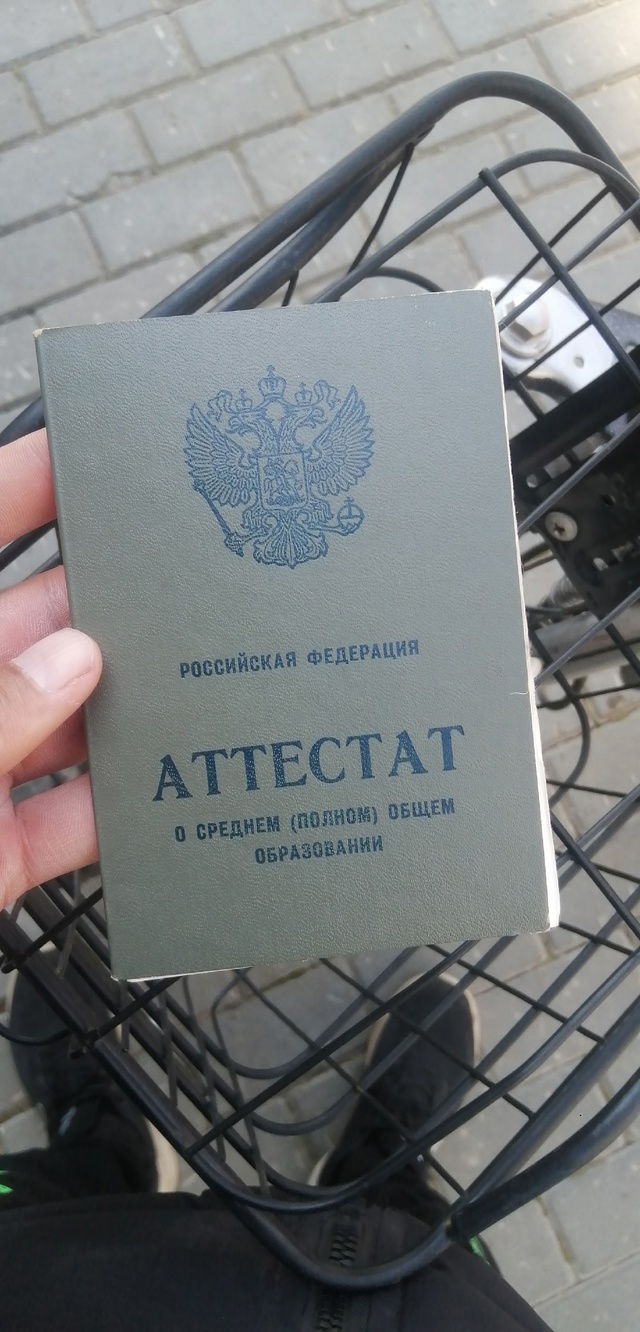 РОССИЙСКАЯ ФЕДЕРАЦИЯ
АТТЕСТАТ
О СРЕДНЕМ (ПОЛНОМ) ОБЩЕМ
ОБРАЗОВАНИИ